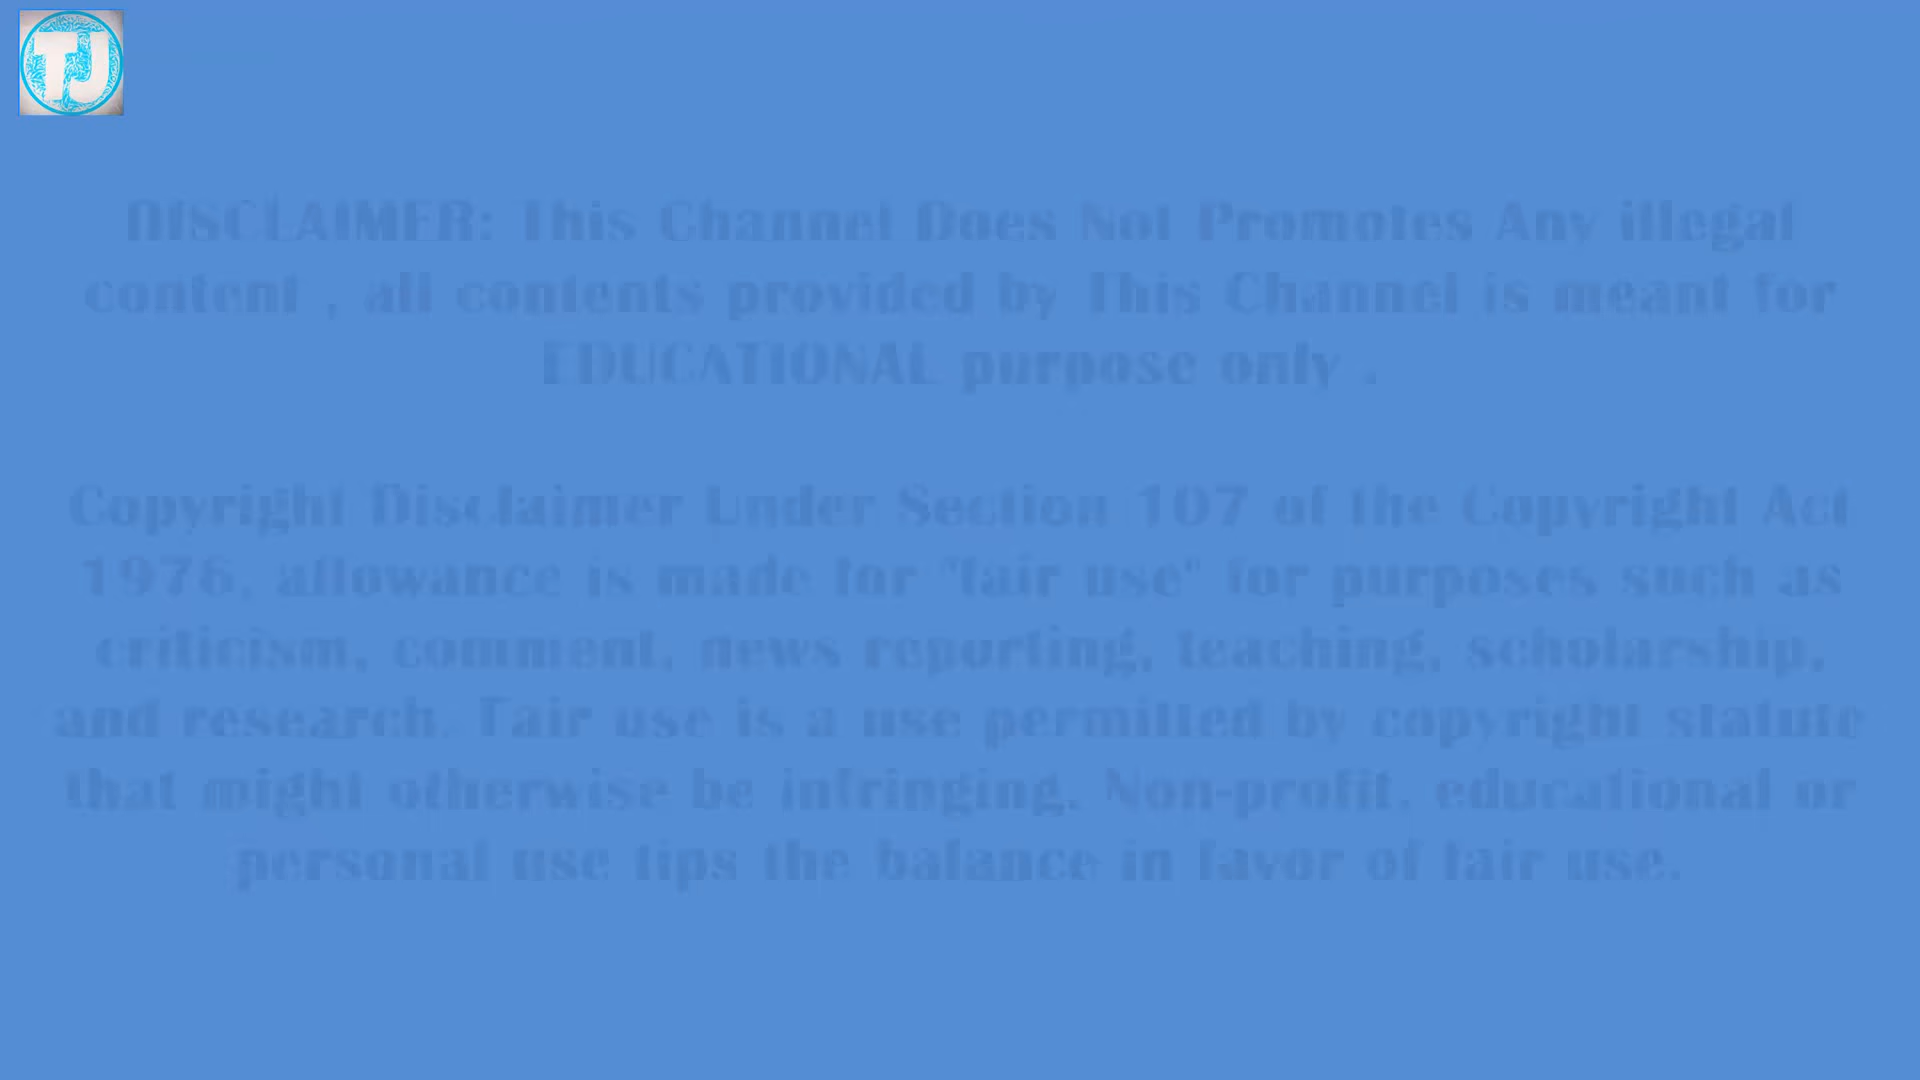 TJ
DISCLAIMER: This Channel Does Not Promotes Any illegal
content , all contents provided by This Channel is meant for
EDUCATIONAL purpose only .
Copyright Disclaimer Under Section 107 of the Copyright Act
1976, allowance is made for "fair use" for purposes such as
criticism, comment, news reporting, teaching, scholarship,
and research. Fair use is a use permitted by copyright statute
that might otherwise be infringing. Non-profit, educational or
personal use tips the balance in favor of fair use.